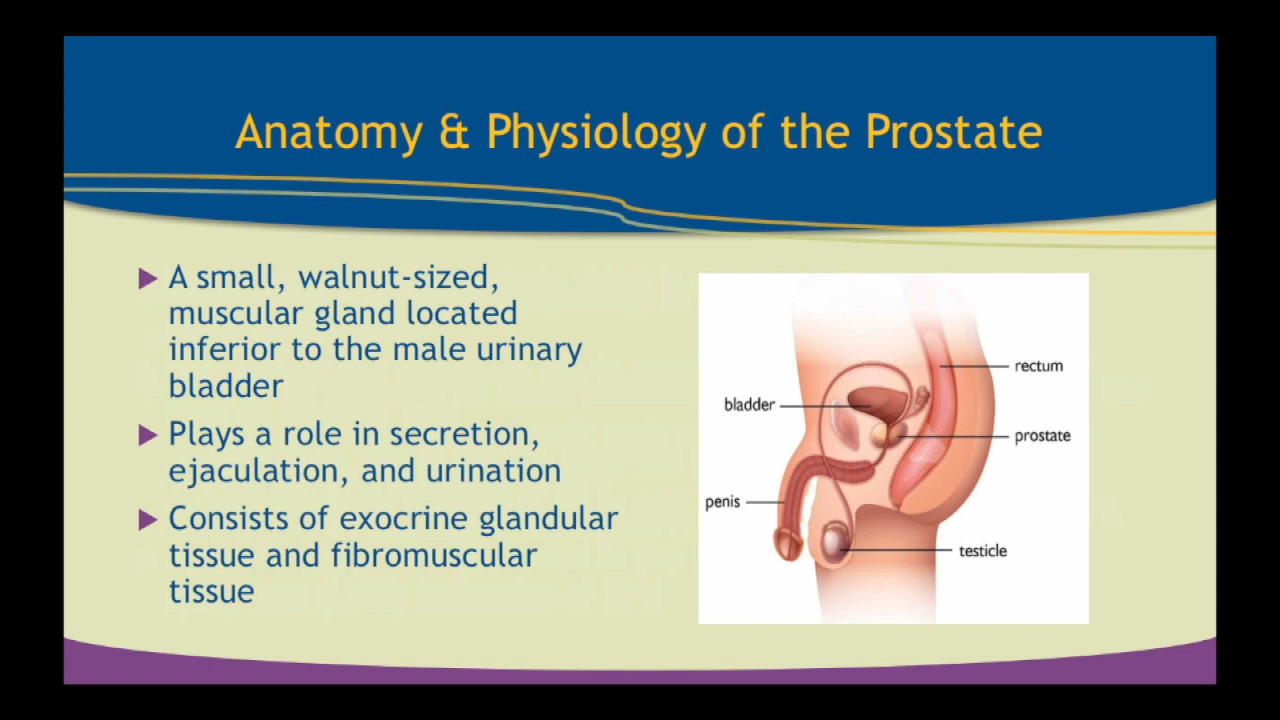 Anatomy & Physiology of the Prostate
A small, walnut-sized,
muscular gland located
inferior to the male urinary
bladder
Plays a role in secretion,
ejaculation, and urination
Consists of exocrine glandular
tissue and fibromuscular
tissue
rectum
bladder
prostate
penis
testicle